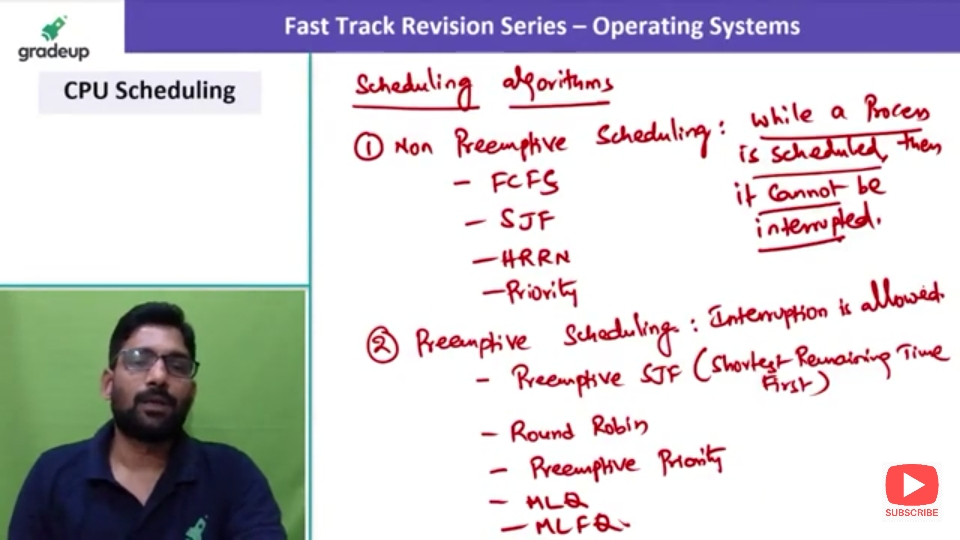 Fast Track Revision Series – Operating Systems
gradeup
CPU Scheduling
Scheduling algorithms
① Non Preemptive Scheduling : while a Process
is scheduled, then
it cannot be
interrupted.
– FCFS
– SJF
– HRRN
– Priority
② Preemptive Scheduling : Interruption is allowed.
– Preemptive SJF (Shortest Remaining Time
First)
– Round Robin
– Preemptive Priority
– MLQ
– MLFQ
SUBSCRIBE